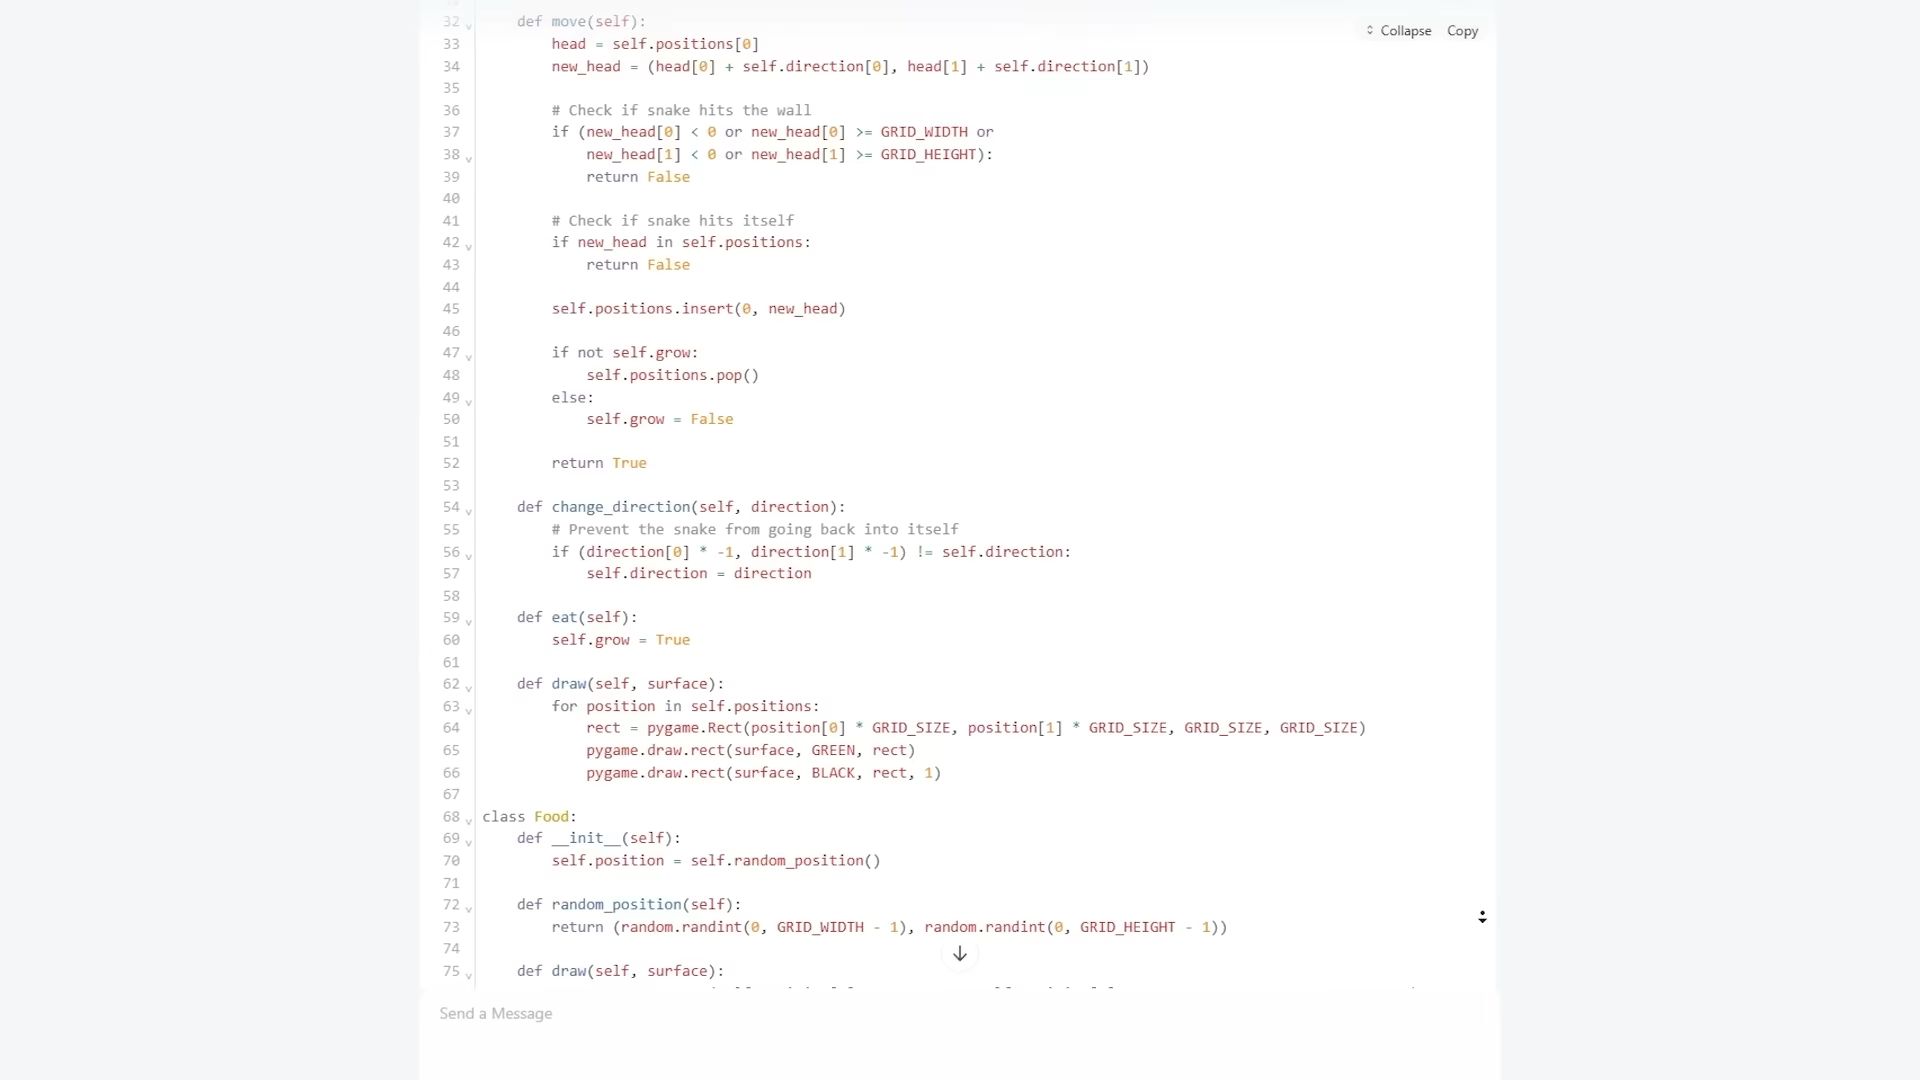 32 def move(self):
Collapse Copy
33 head = self.positions[0]
34 new_head = (head[0] + self.direction[0], head[1] + self.direction[1])
35
36 # Check if snake hits the wall
37 if (new_head[0] < 0 or new_head[0] >= GRID_WIDTH or
38 new_head[1] < 0 or new_head[1] >= GRID_HEIGHT):
39 return False
40
41 # Check if snake hits itself
42 if new_head in self.positions:
43 return False
44
45 self.positions.insert(0, new_head)
46
47 if not self.grow:
48 self.positions.pop()
49 else:
50 self.grow = False
51
52 return True
53
54 def change_direction(self, direction):
55 # Prevent the snake from going back into itself
56 if (direction[0] * -1, direction[1] * -1) != self.direction:
57 self.direction = direction
58
59 def eat(self):
60 self.grow = True
61
62 def draw(self, surface):
63 for position in self.positions:
64 rect = pygame.Rect(position[0] * GRID_SIZE, position[1] * GRID_SIZE, GRID_SIZE, GRID_SIZE)
65 pygame.draw.rect(surface, GREEN, rect)
66 pygame.draw.rect(surface, BLACK, rect, 1)
67
68 class Food:
69 def __init__(self):
70 self.position = self.random_position()
71
72 def random_position(self):
73 return (random.randint(0, GRID_WIDTH - 1), random.randint(0, GRID_HEIGHT - 1))
74
75 def draw(self, surface):
Send a Message